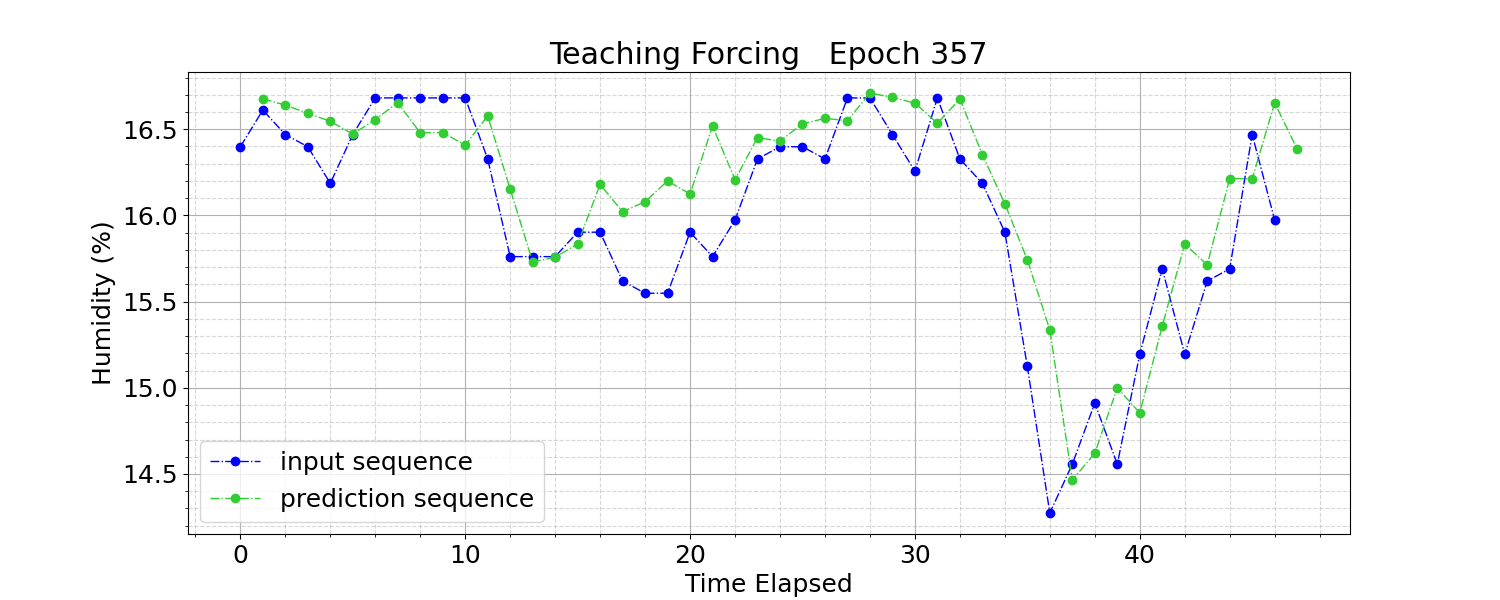 Teaching Forcing   Epoch 357
Humidity (%)
16.5
16.0
15.5
15.0
14.5
input sequence
prediction sequence
0 10 20 30 40
Time Elapsed